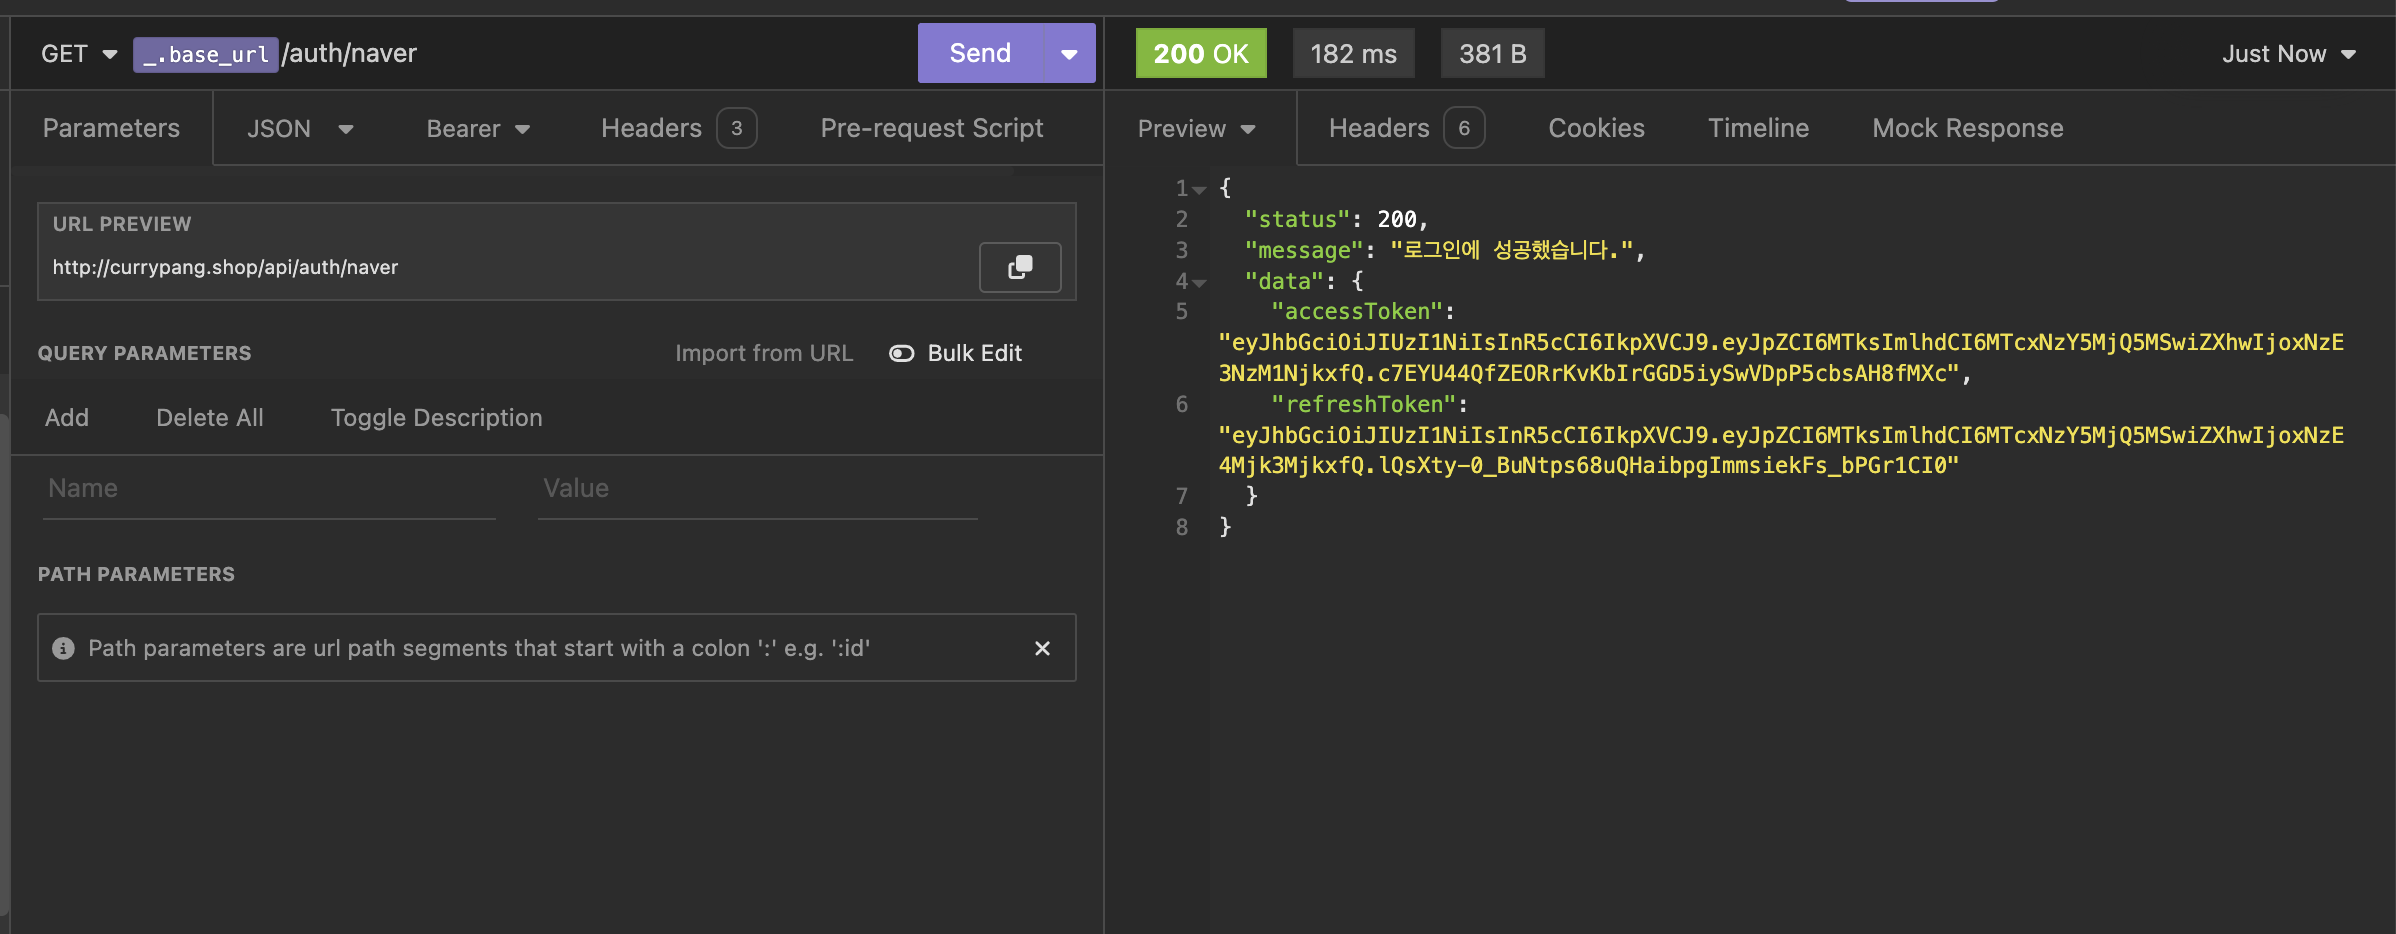 GET _.base_url/auth/naver Send
200 OK 182 ms 381 B Just Now
Parameters JSON Bearer Headers 3 Pre-request Script
Preview Headers 6 Cookies Timeline Mock Response
URL PREVIEW
http://currypang.shop/api/auth/naver
QUERY PARAMETERS Import from URL Bulk Edit
Add Delete All Toggle Description
Name Value
PATH PARAMETERS
Path parameters are url path segments that start with a colon ':' e.g. ':id'
1 {
2 "status": 200,
3 "message": "로그인에 성공했습니다.",
4 "data": {
5 "accessToken":
"eyJhbGciOiJIUzI1NiIsInR5cCI6IkpXVCJ9.eyJpZCI6MTksImlhdCI6MTcxNzY5MjQ5MSwiZXhwIjoxNzE
3NzM1NjkxfQ.c7EYU44QfZEORrKvKbIrGGD5iySwVDpP5cbsAH8fMXc",
6 "refreshToken":
"eyJhbGciOiJIUzI1NiIsInR5cCI6IkpXVCJ9.eyJpZCI6MTksImlhdCI6MTcxNzY5MjQ5MSwiZXhwIjoxNzE
4Mjk3MjkxfQ.lQsXty-0_BuNtps68uQHaibpgImmsiekFs_bPGr1CI0"
7 }
8 }